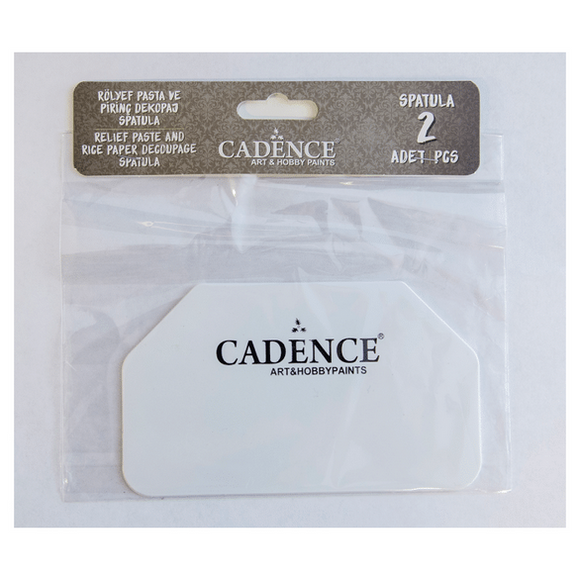 RÖLYEF PASTA VE
PİRİNÇ DEKOPAJ
SPATULA
RELIEF PASTE AND
RICE PAPER DECOUPAGE
SPATULA
CADENCE
ART & HOBBY PAINTS
SPATULA
2
ADET PCS
CADENCE®
ART&HOBBYPAINTS